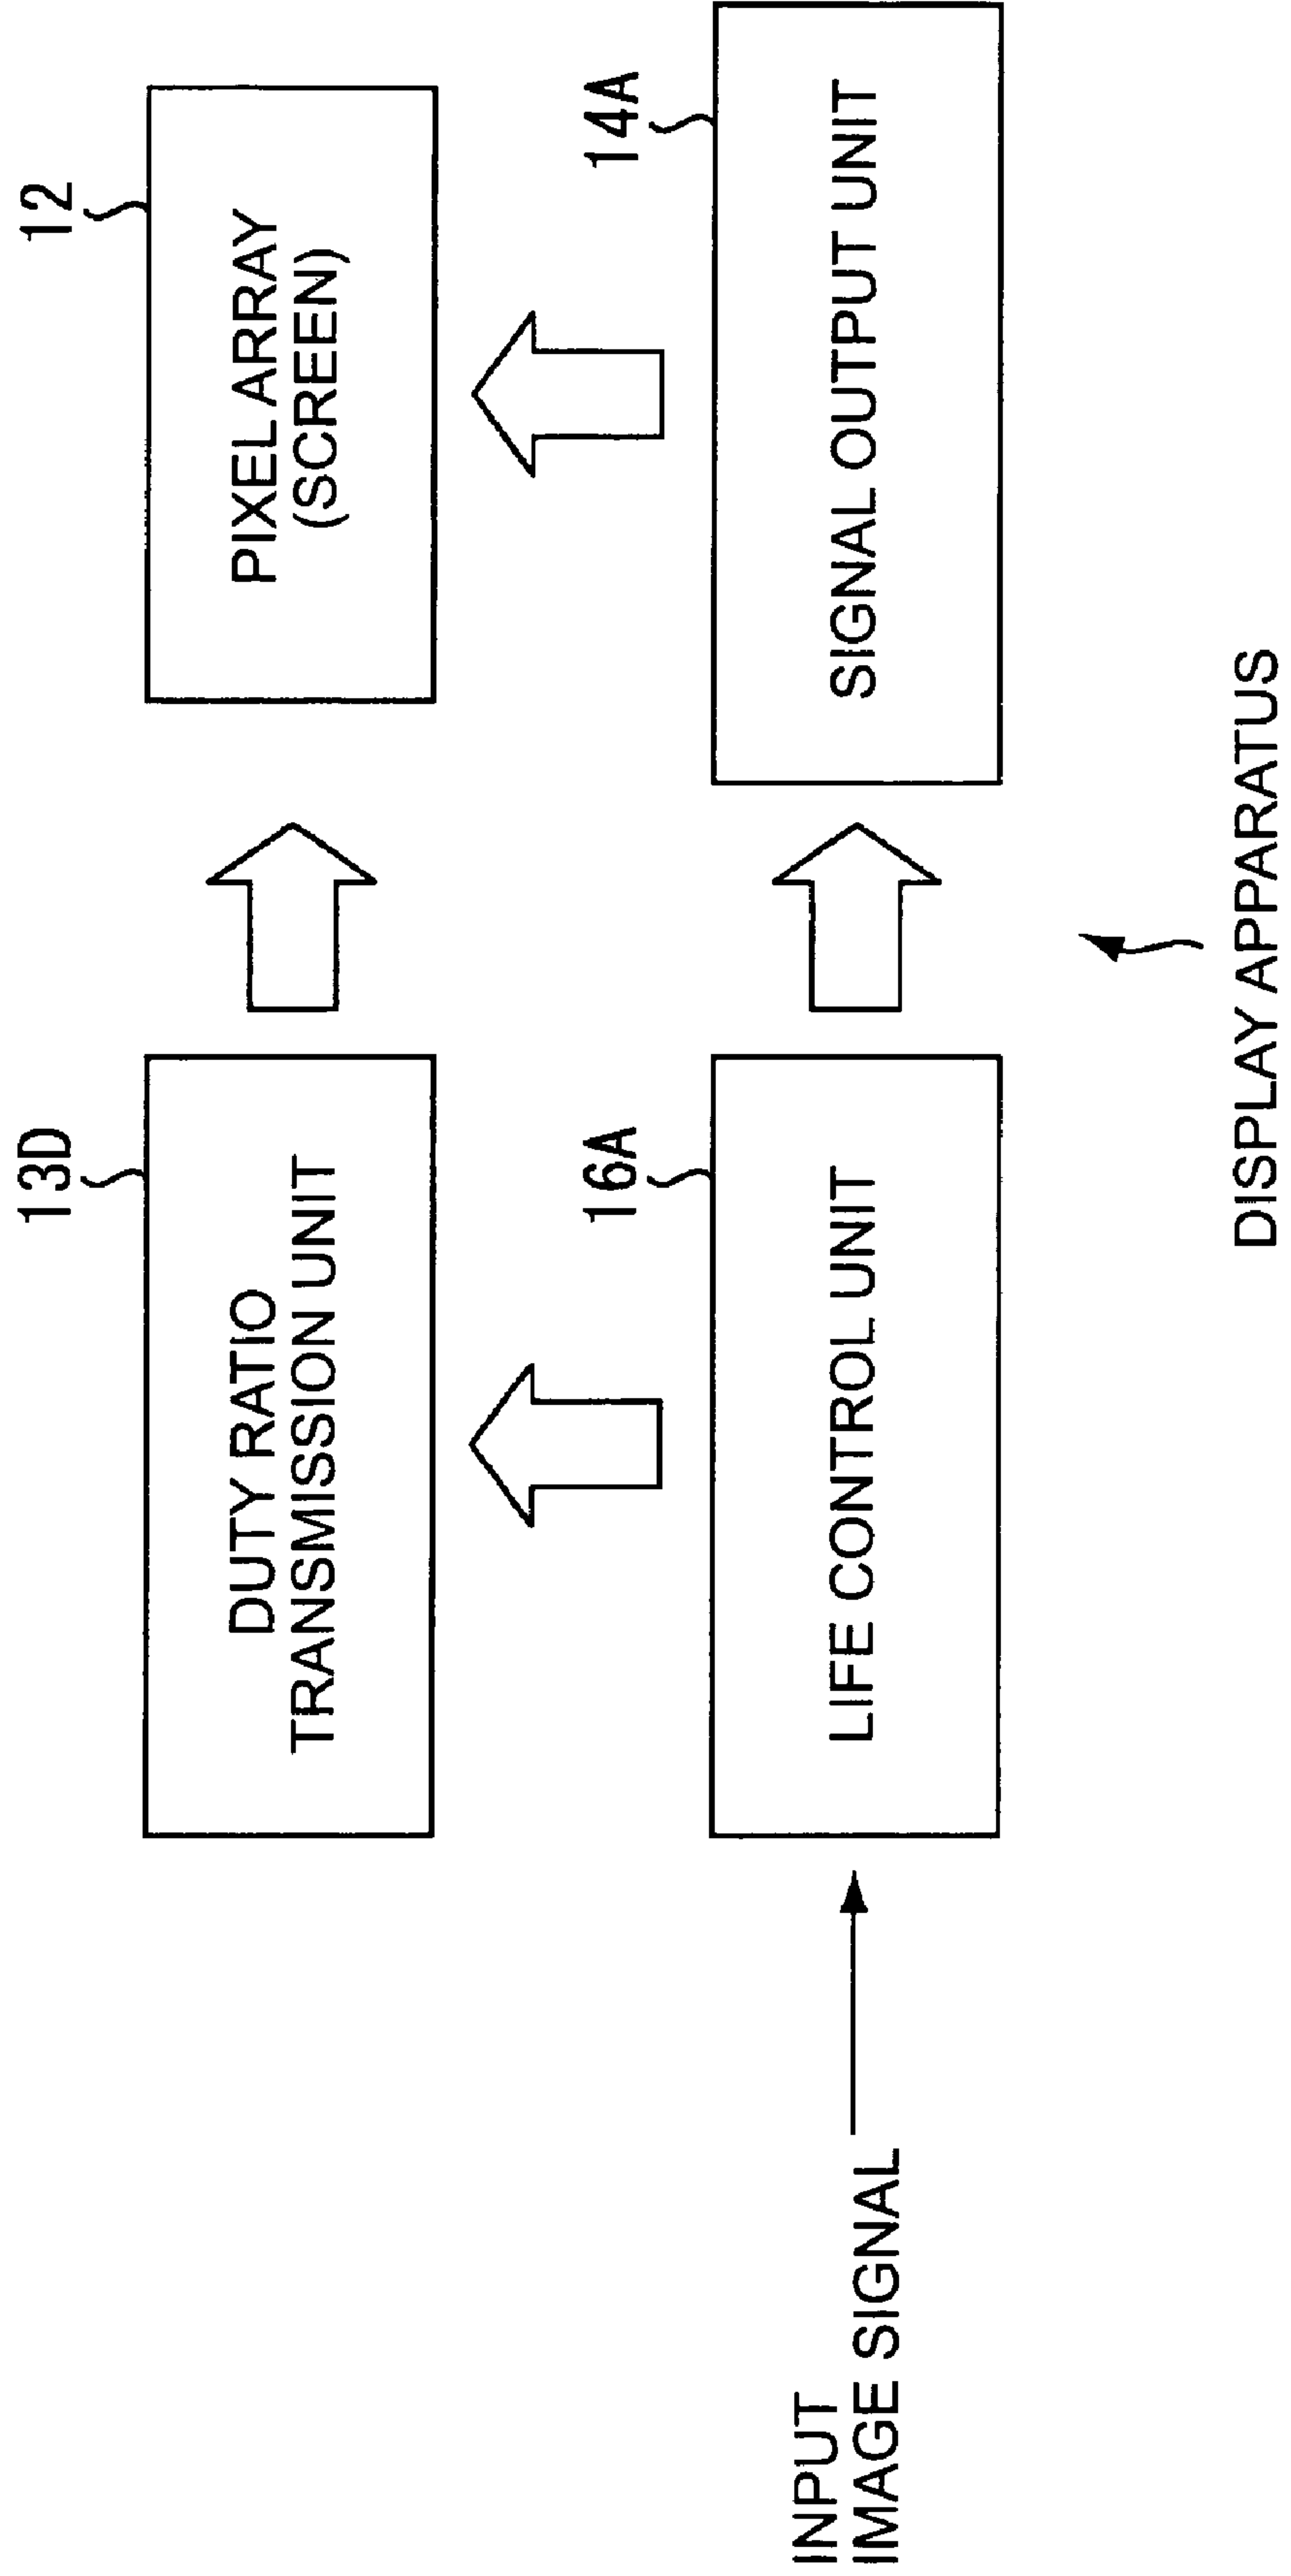 13D
12
DUTY RATIO
TRANSMISSION UNIT
PIXEL ARRAY
(SCREEN)
16A
14A
INPUT
IMAGE SIGNAL
LIFE CONTROL UNIT
SIGNAL OUTPUT UNIT
DISPLAY APPARATUS